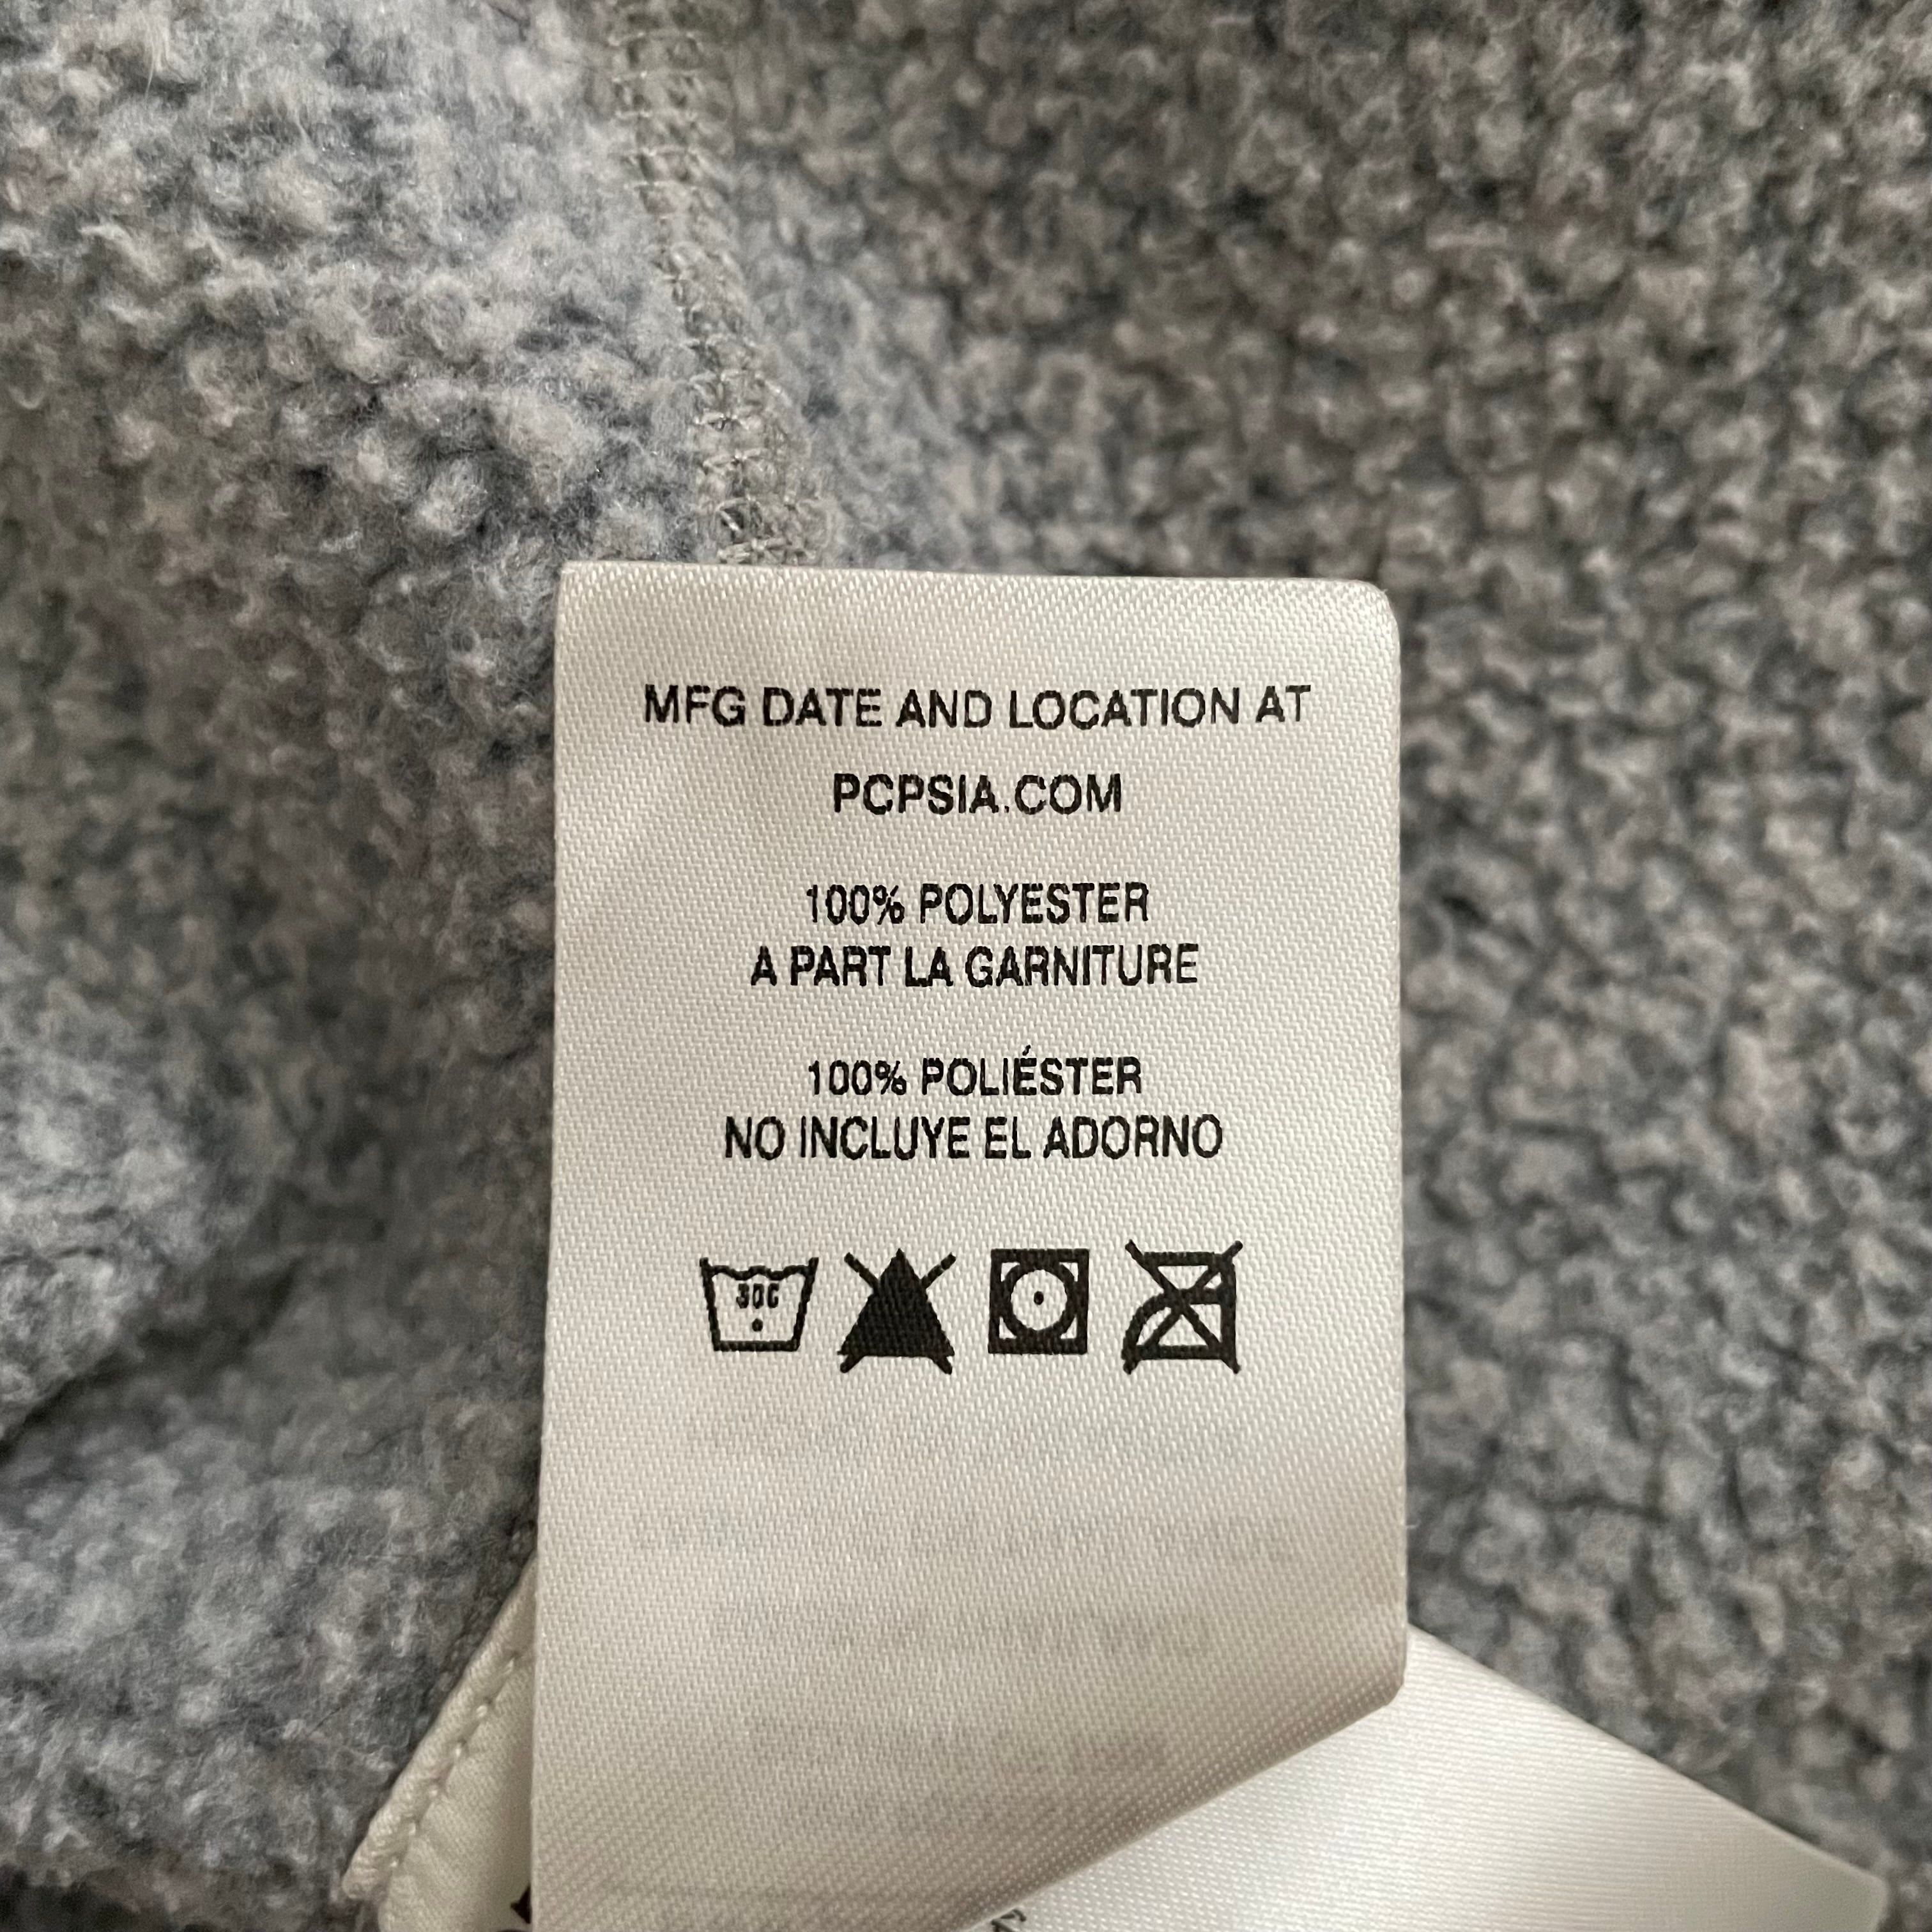 MFG DATE AND LOCATION AT
PCPSIA.COM
100% POLYESTER
A PART LA GARNITURE
100% POLIÉSTER
NO INCLUYE EL ADORNO
30C